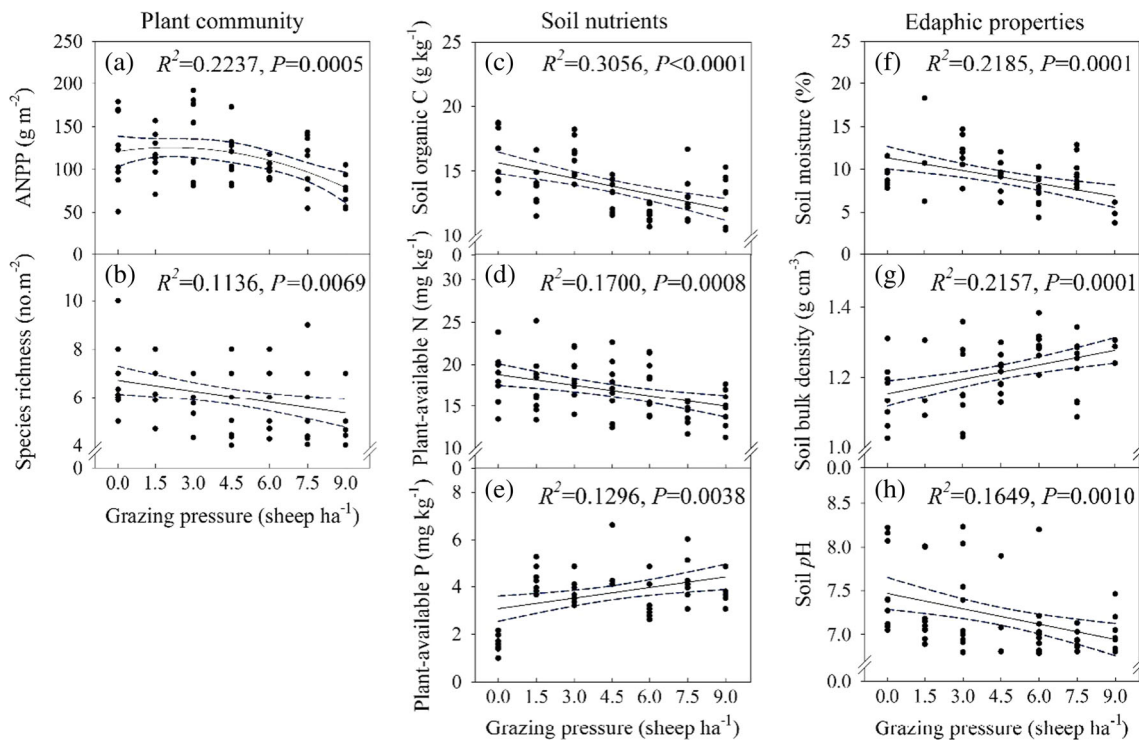 Plant community
Soil nutrients
Edaphic properties
(a)
R²=0.2237, P=0.0005
ANPP (g m⁻²)
250
200
150
100
50
0
(b)
R²=0.1136, P=0.0069
Species richness (no.m⁻²)
10
8
6
4
0
0.0 1.5 3.0 4.5 6.0 7.5 9.0
Grazing pressure (sheep ha⁻¹)
(c)
R²=0.3056, P<0.0001
Soil organic C (g kg⁻¹)
25
20
15
10
0
(d)
R²=0.1700, P=0.0008
Plant-available N (mg kg⁻¹)
30
25
20
15
10
0
(e)
R²=0.1296, P=0.0038
Plant-available P (mg kg⁻¹)
6
4
2
0
0.0 1.5 3.0 4.5 6.0 7.5 9.0
Grazing pressure (sheep ha⁻¹)
(f)
R²=0.2185, P=0.0001
Soil moisture (%)
25
20
15
10
5
0
(g)
R²=0.2157, P=0.0001
Soil bulk density (g cm⁻³)
1.4
1.2
1.0
0.0
(h)
R²=0.1649, P=0.0010
Soil pH
8.5
8.0
7.5
7.0
0.0
0.0 1.5 3.0 4.5 6.0 7.5 9.0
Grazing pressure (sheep ha⁻¹)